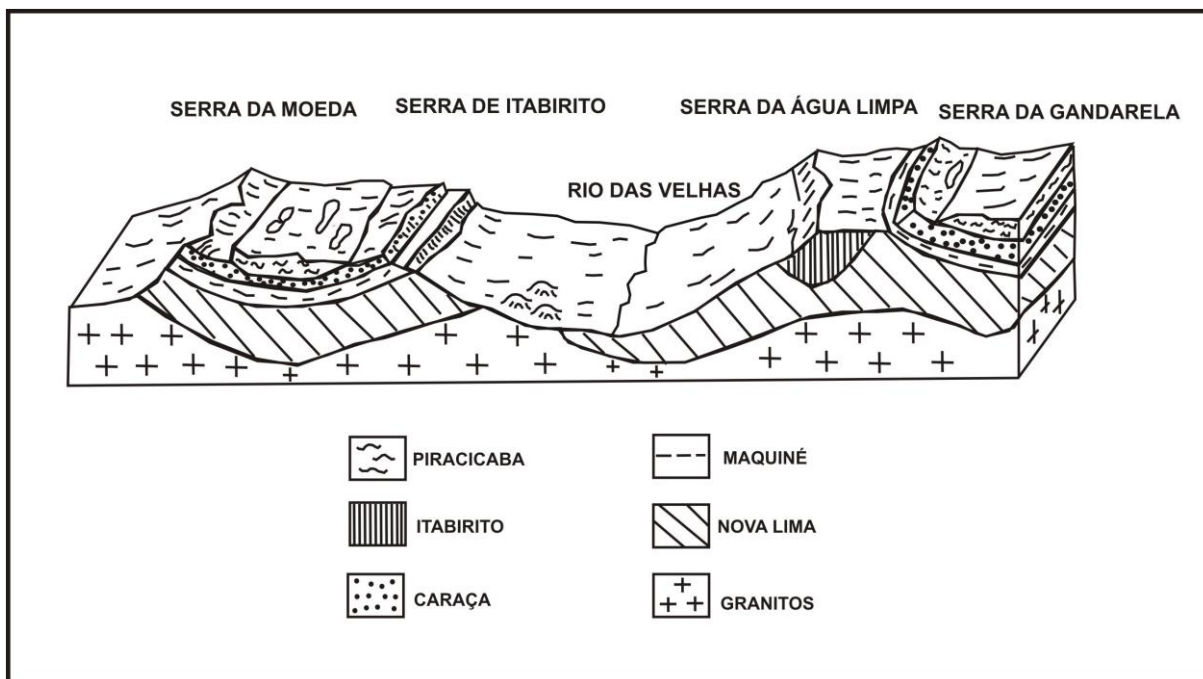 SERRA DA MOEDA
SERRA DE ITABIRITO
SERRA DA ÁGUA LIMPA
SERRA DA GANDARELA
RIO DAS VELHAS
PIRACICABA
MAQUINÉ
ITABIRITO
NOVA LIMA
CARAÇA
GRANITOS